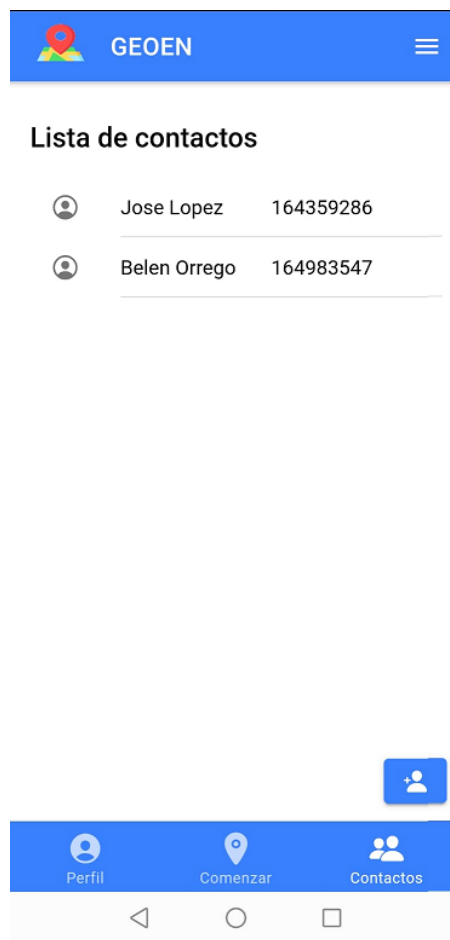 GEOEN
Lista de contactos
Jose Lopez 164359286
Belen Orrego 164983547
Perfil Comenzar Contactos